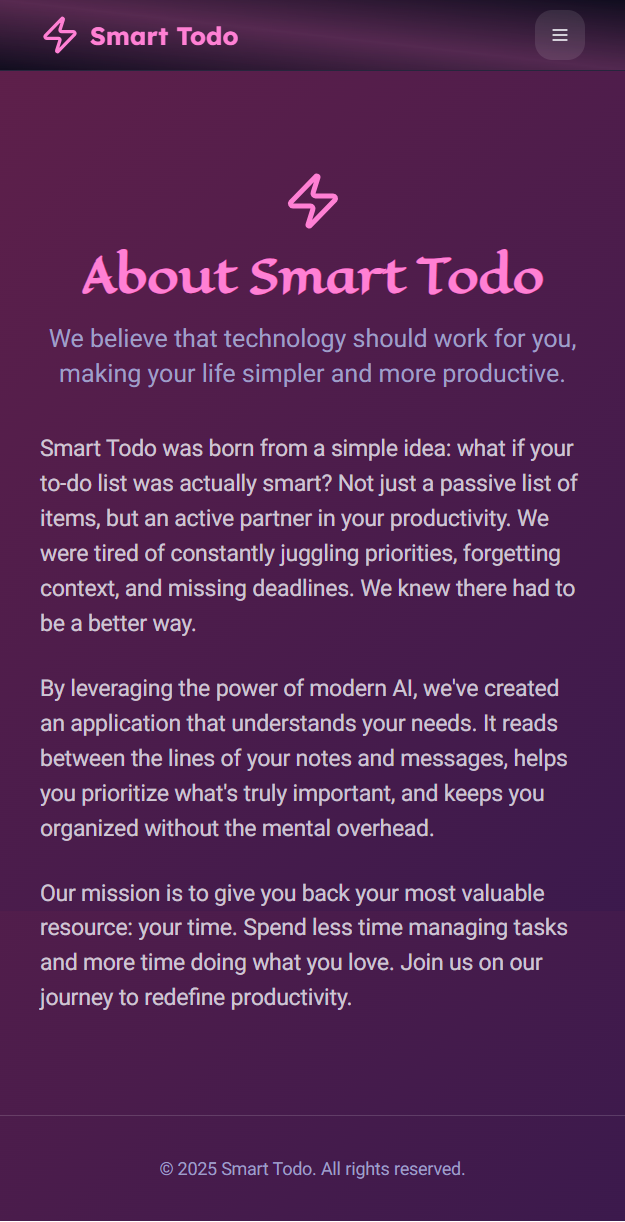 Smart Todo
About Smart Todo
We believe that technology should work for you,
making your life simpler and more productive.
Smart Todo was born from a simple idea: what if your
to-do list was actually smart? Not just a passive list of
items, but an active partner in your productivity. We
were tired of constantly juggling priorities, forgetting
context, and missing deadlines. We knew there had to
be a better way.
By leveraging the power of modern AI, we've created
an application that understands your needs. It reads
between the lines of your notes and messages, helps
you prioritize what's truly important, and keeps you
organized without the mental overhead.
Our mission is to give you back your most valuable
resource: your time. Spend less time managing tasks
and more time doing what you love. Join us on our
journey to redefine productivity.
© 2025 Smart Todo. All rights reserved.